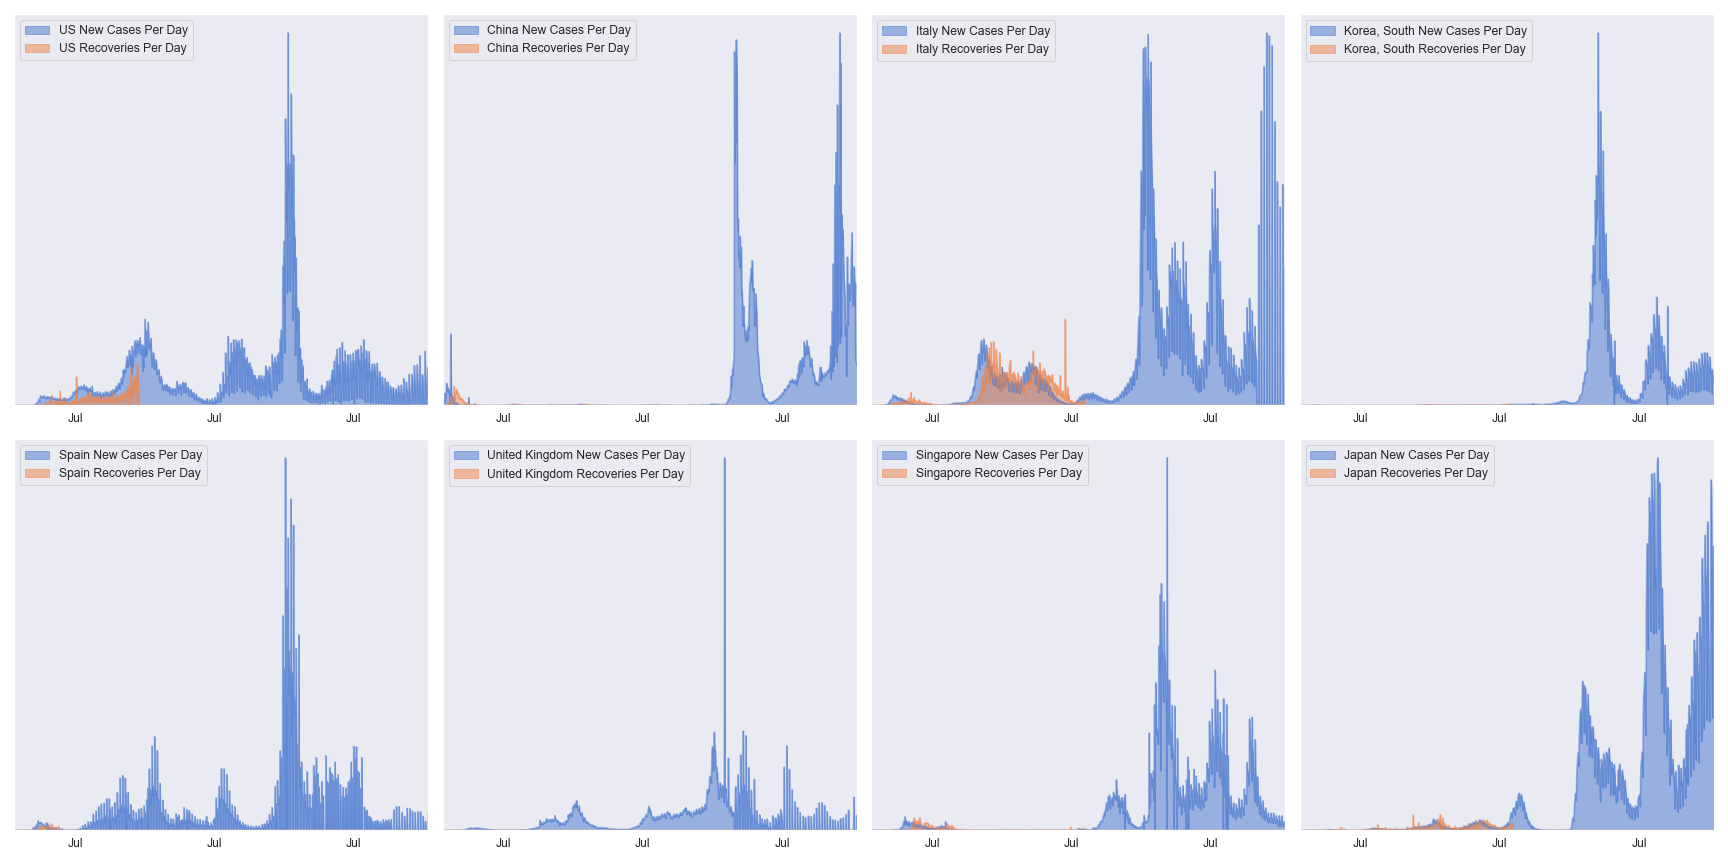 US New Cases Per Day
US Recoveries Per Day
China New Cases Per Day
China Recoveries Per Day
Italy New Cases Per Day
Italy Recoveries Per Day
Korea, South New Cases Per Day
Korea, South Recoveries Per Day
Jul Jul Jul
Jul Jul Jul
Jul Jul Jul
Jul Jul Jul
Spain New Cases Per Day
Spain Recoveries Per Day
United Kingdom New Cases Per Day
United Kingdom Recoveries Per Day
Singapore New Cases Per Day
Singapore Recoveries Per Day
Japan New Cases Per Day
Japan Recoveries Per Day
Jul Jul Jul
Jul Jul Jul
Jul Jul Jul
Jul Jul Jul